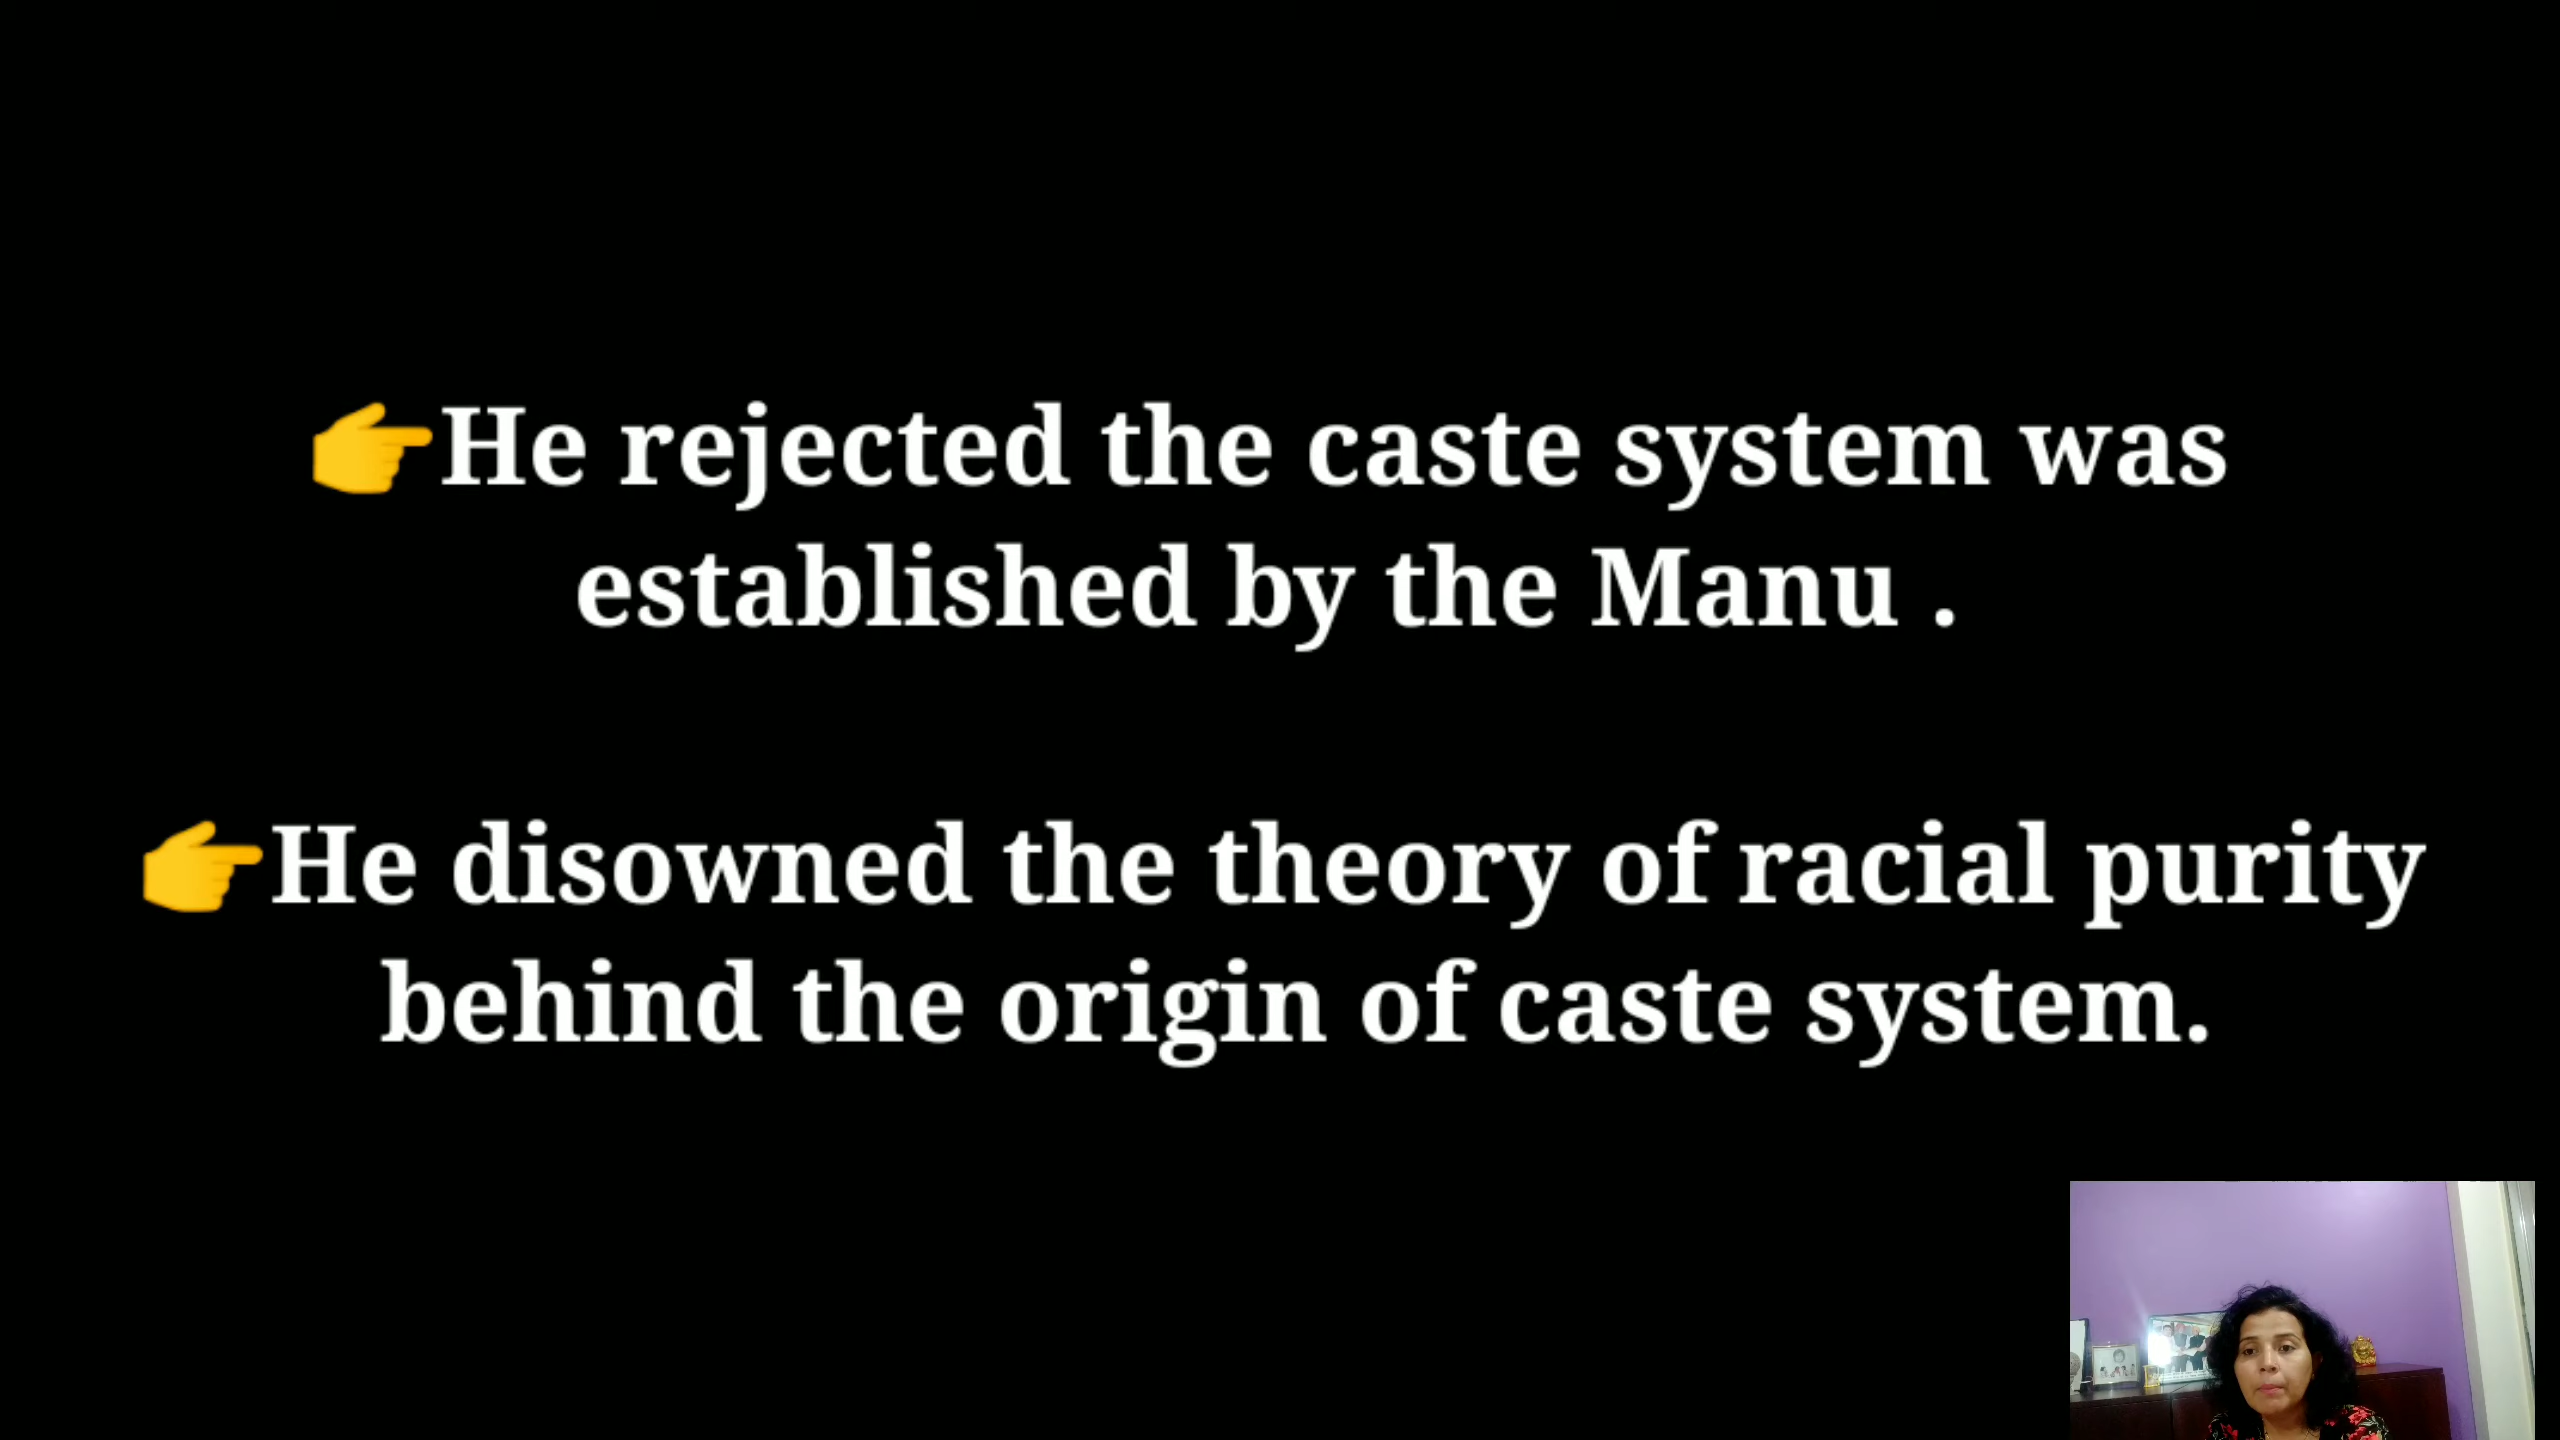 👉He rejected the caste system was
established by the Manu .
👉He disowned the theory of racial purity
behind the origin of caste system.